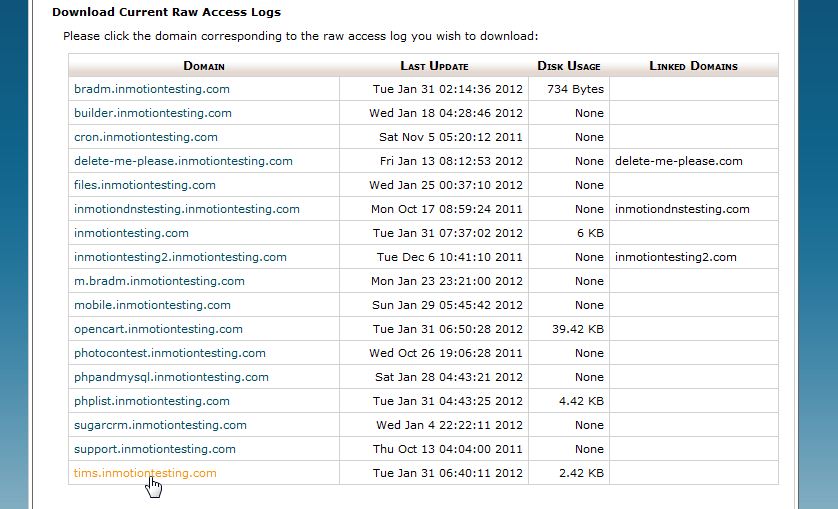 Download Current Raw Access Logs
Please click the domain corresponding to the raw access log you wish to download:
Domain Last Update Disk Usage Linked Domains
bradm.inmotiontesting.com Tue Jan 31 02:14:36 2012 734 Bytes
builder.inmotiontesting.com Wed Jan 18 04:28:46 2012 None
cron.inmotiontesting.com Sat Nov 5 05:20:12 2011 None
delete-me-please.inmotiontesting.com Fri Jan 13 08:12:53 2012 None delete-me-please.com
files.inmotiontesting.com Wed Jan 25 00:37:10 2012 None
inmotiondnstesting.inmotiontesting.com Mon Oct 17 08:59:24 2011 None inmotiondnstesting.com
inmotiontesting.com Tue Jan 31 07:37:02 2012 6 KB
inmotiontesting2.inmotiontesting.com Tue Dec 6 10:41:10 2011 None inmotiontesting2.com
m.bradm.inmotiontesting.com Mon Jan 23 23:21:00 2012 None
mobile.inmotiontesting.com Sun Jan 29 05:45:42 2012 None
opencart.inmotiontesting.com Tue Jan 31 06:50:28 2012 39.42 KB
photocontest.inmotiontesting.com Wed Oct 26 19:06:28 2011 None
phpandmysql.inmotiontesting.com Sat Jan 28 04:43:21 2012 None
phplist.inmotiontesting.com Tue Jan 31 04:43:25 2012 4.42 KB
sugarcrm.inmotiontesting.com Wed Jan 4 22:22:11 2012 None
support.inmotiontesting.com Thu Oct 13 04:04:00 2011 None
tims.inmotiontesting.com Tue Jan 31 06:40:11 2012 2.42 KB